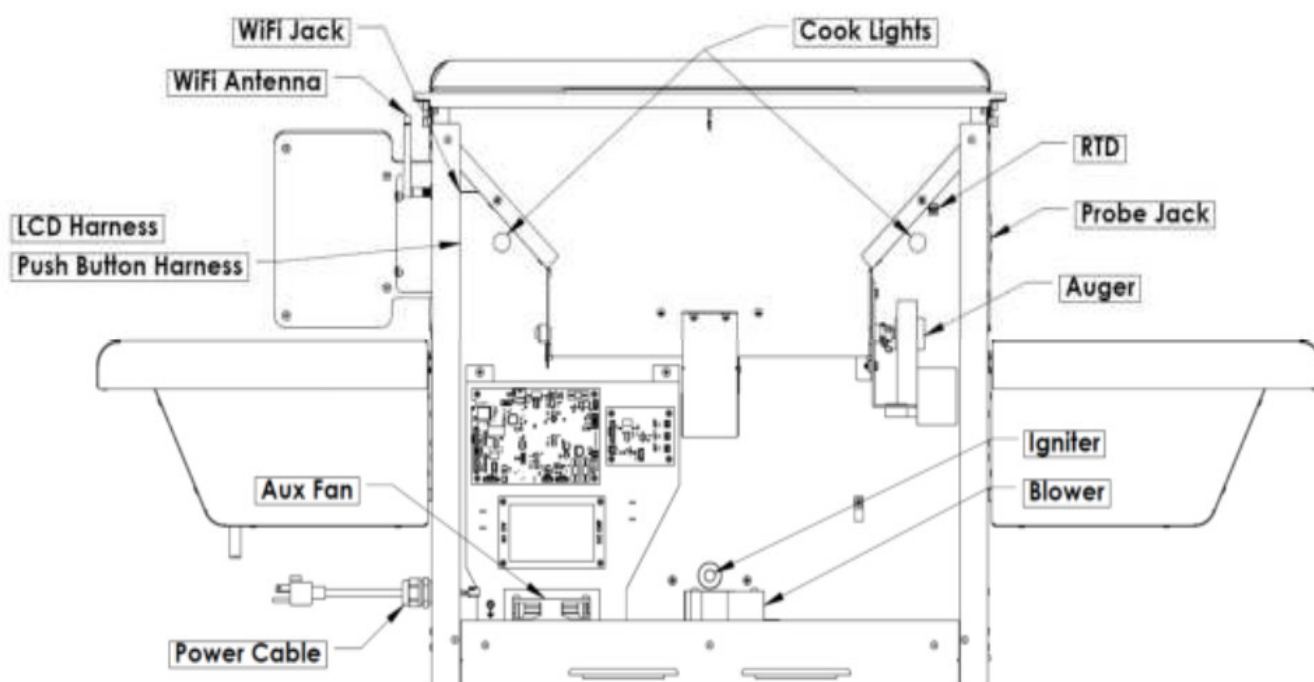 WiFi Jack
Cook Lights
WiFi Antenna
RTD
LCD Harness
Probe Jack
Push Button Harness
Auger
Igniter
Aux Fan
Blower
Power Cable